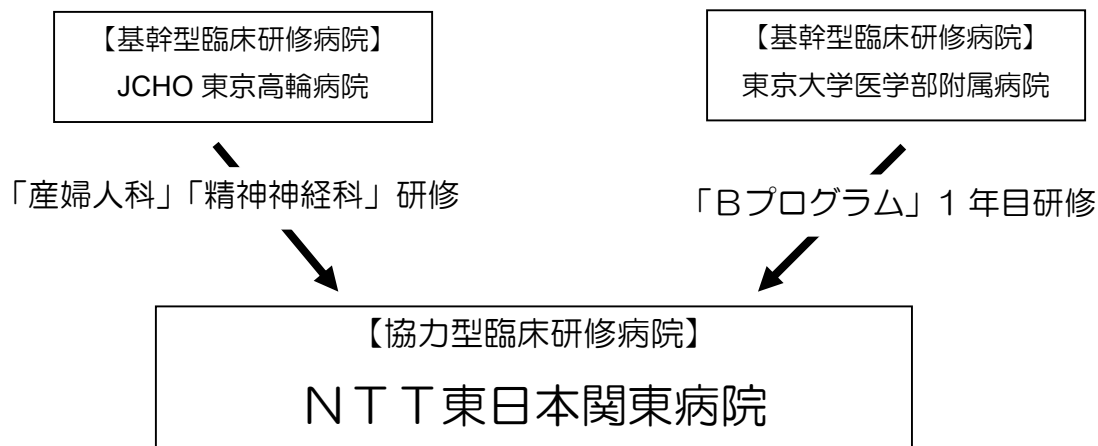 【基幹型臨床研修病院】
JCHO 東京高輪病院
【基幹型臨床研修病院】
東京大学医学部附属病院
「産婦人科」「精神神経科」研修
「Bプログラム」1 年目研修
【協力型臨床研修病院】
NTT東日本関東病院